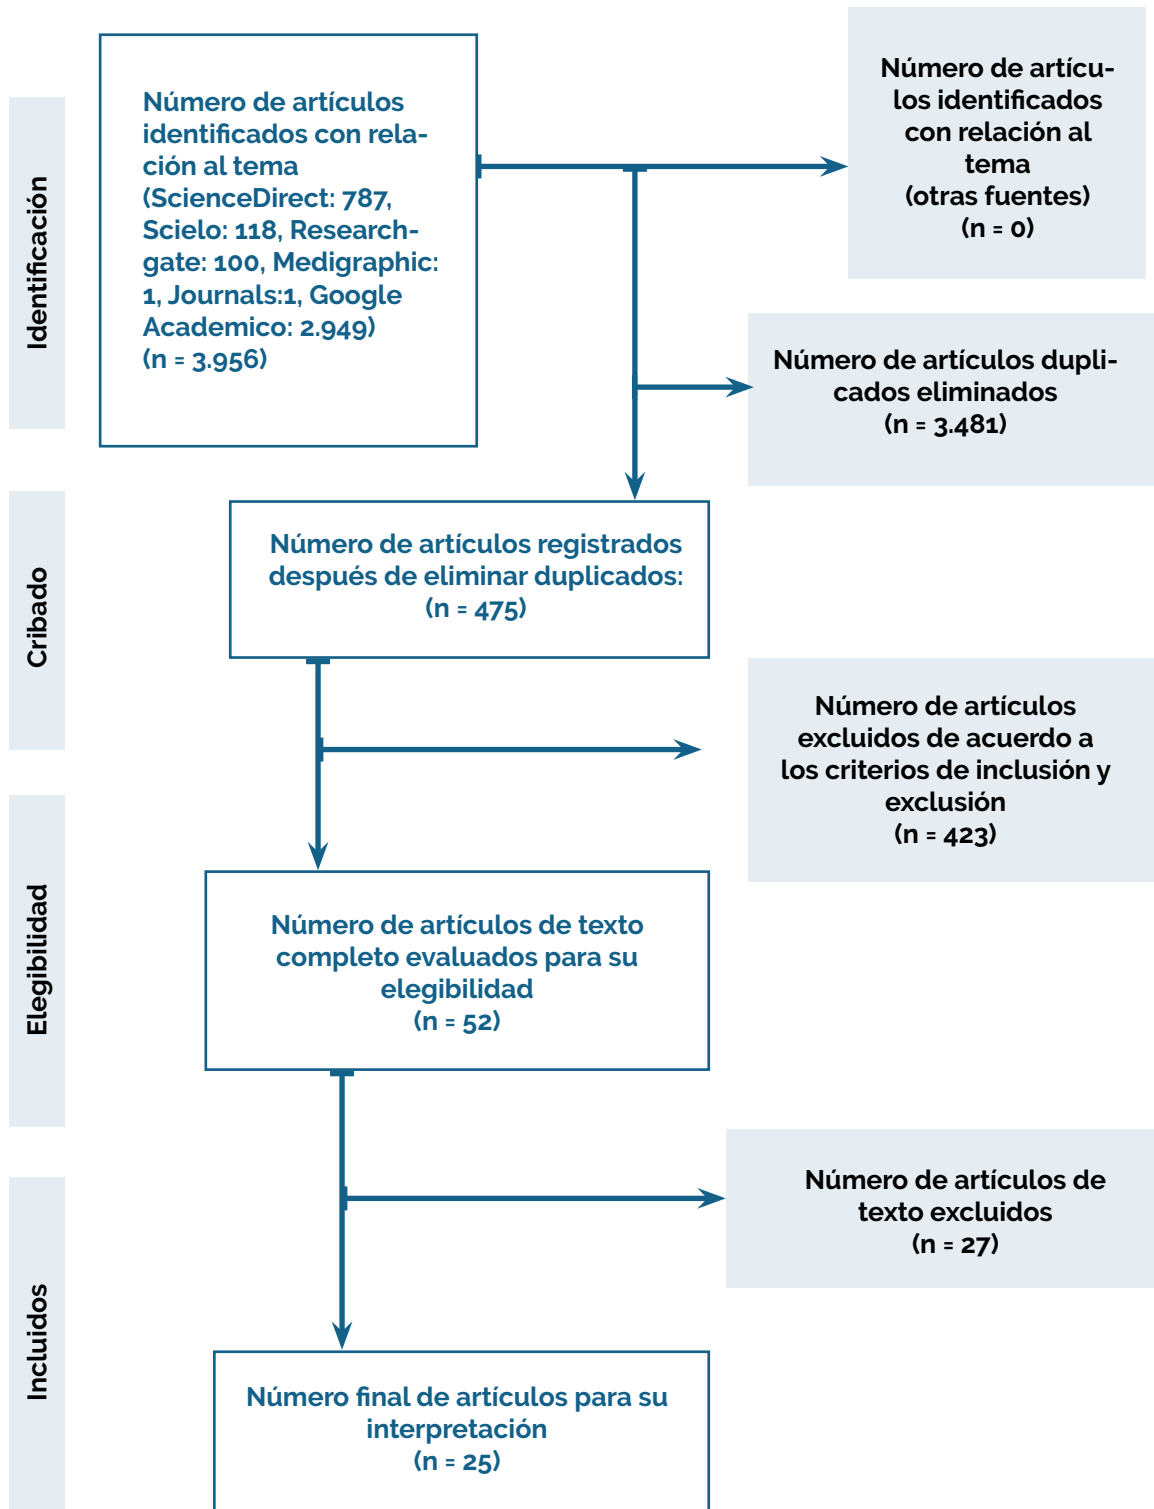 Identificación
Número de artículos
identificados con rela-
ción al tema
(ScienceDirect: 787,
Scielo: 118, Research-
gate: 100, Medigraphic:
1, Journals:1, Google
Academico: 2.949)
(n = 3.956)
Número de artícu-
los identificados
con relación al
tema
(otras fuentes)
(n = 0)
Número de artículos dupli-
cados eliminados
(n = 3.481)
Cribado
Número de artículos registrados
después de eliminar duplicados:
(n = 475)
Número de artículos
excluidos de acuerdo a
los criterios de inclusión y
exclusión
(n = 423)
Elegibilidad
Número de artículos de texto
completo evaluados para su
elegibilidad
(n = 52)
Número de artículos de
texto excluidos
(n = 27)
Incluidos
Número final de artículos para su
interpretación
(n = 25)